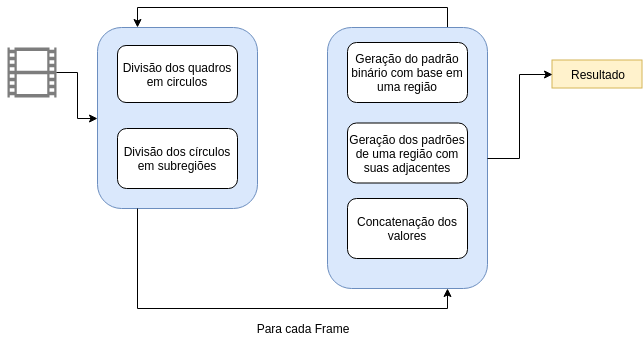 Divisão dos quadros
em circulos
Divisão dos círculos
em subregiões
Geração do padrão
binário com base em
uma região
Geração dos padrões
de uma região com
suas adjacentes
Concatenação dos
valores
Resultado
Para cada Frame